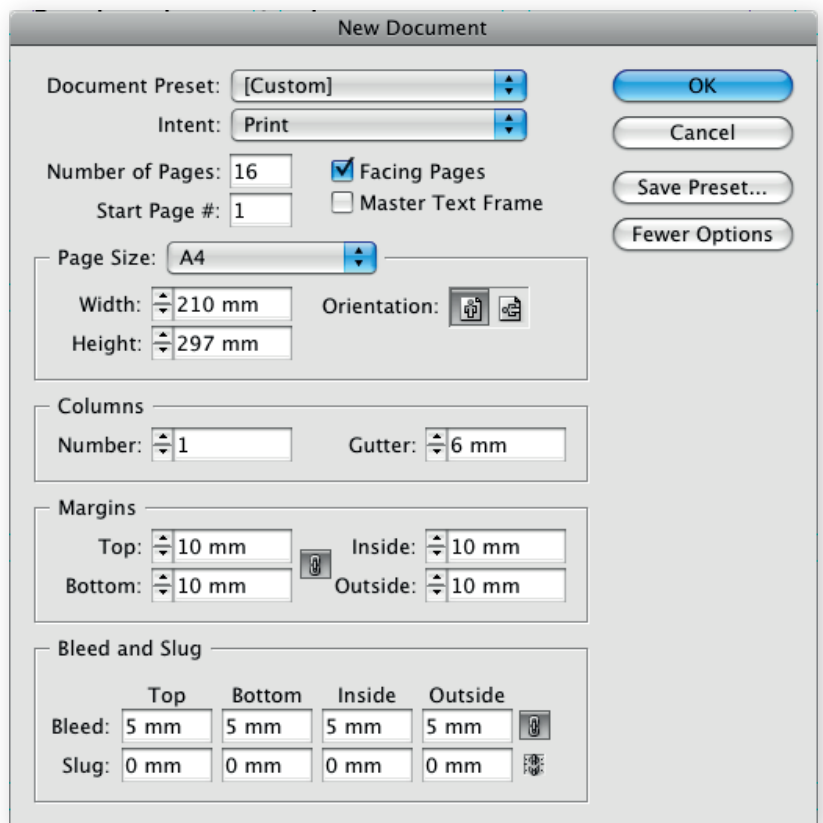 New Document
Document Preset: [Custom]
OK
Intent: Print
Cancel
Number of Pages: 16
Facing Pages
Save Preset...
Start Page #: 1
Master Text Frame
Fewer Options
Page Size: A4
Width: 210 mm
Orientation:
Height: 297 mm
Columns
Number: 1
Gutter: 6 mm
Margins
Top: 10 mm
Inside: 10 mm
Bottom: 10 mm
Outside: 10 mm
Bleed and Slug
Top Bottom Inside Outside
Bleed: 5 mm 5 mm 5 mm 5 mm
Slug: 0 mm 0 mm 0 mm 0 mm